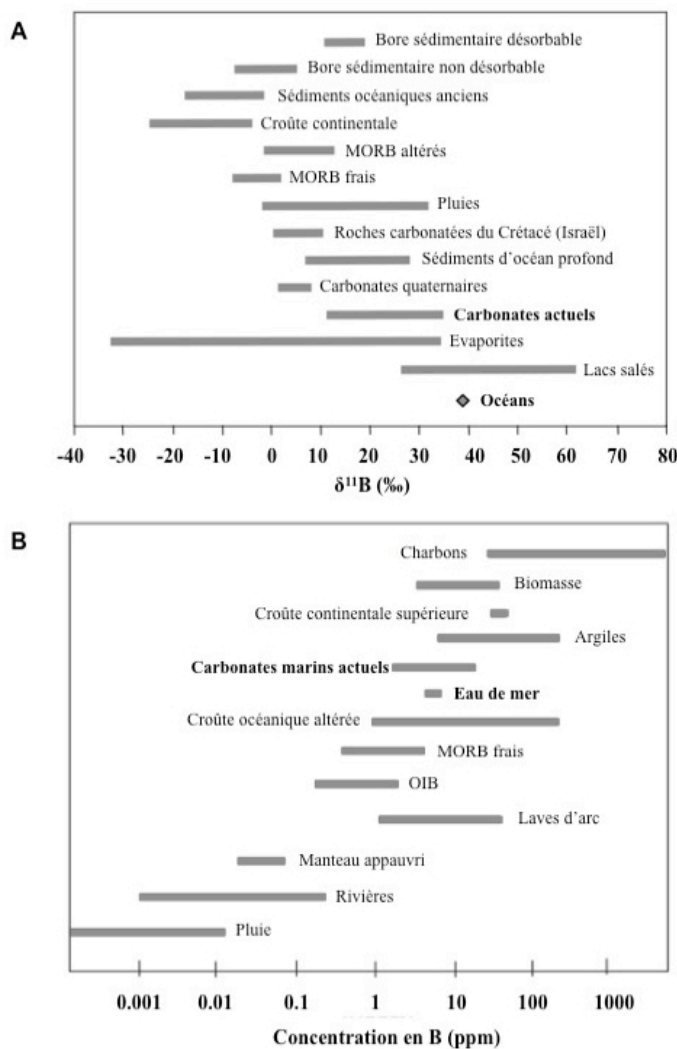 A
Bore sédimentaire désorbable
Bore sédimentaire non désorbable
Sédiments océaniques anciens
Croûte continentale
MORB altérés
MORB frais
Pluies
Roches carbonatées du Crétacé (Israël)
Sédiments d'océan profond
Carbonates quaternaires
Carbonates actuels
Evaporites
Lacs salés
Océans
-40 -30 -20 -10 0 10 20 30 40 50 60 70 80
δ¹¹B (‰)
B
Charbons
Biomasse
Croûte continentale supérieure
Argiles
Carbonates marins actuels
Eau de mer
Croûte océanique altérée
MORB frais
OIB
Laves d'arc
Manteau appauvri
Rivières
Pluie
0.001 0.01 0.1 1 10 100 1000
Concentration en B (ppm)